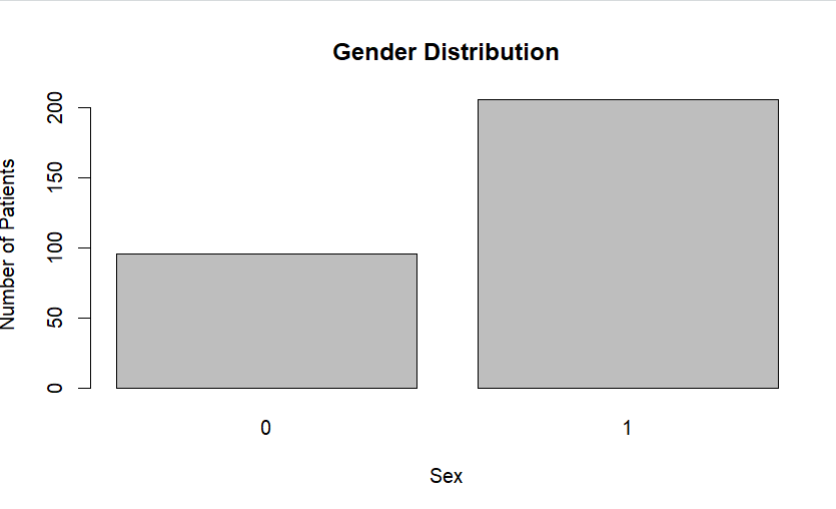 Gender Distribution
Number of Patients
200
150
100
50
0
0 1
Sex